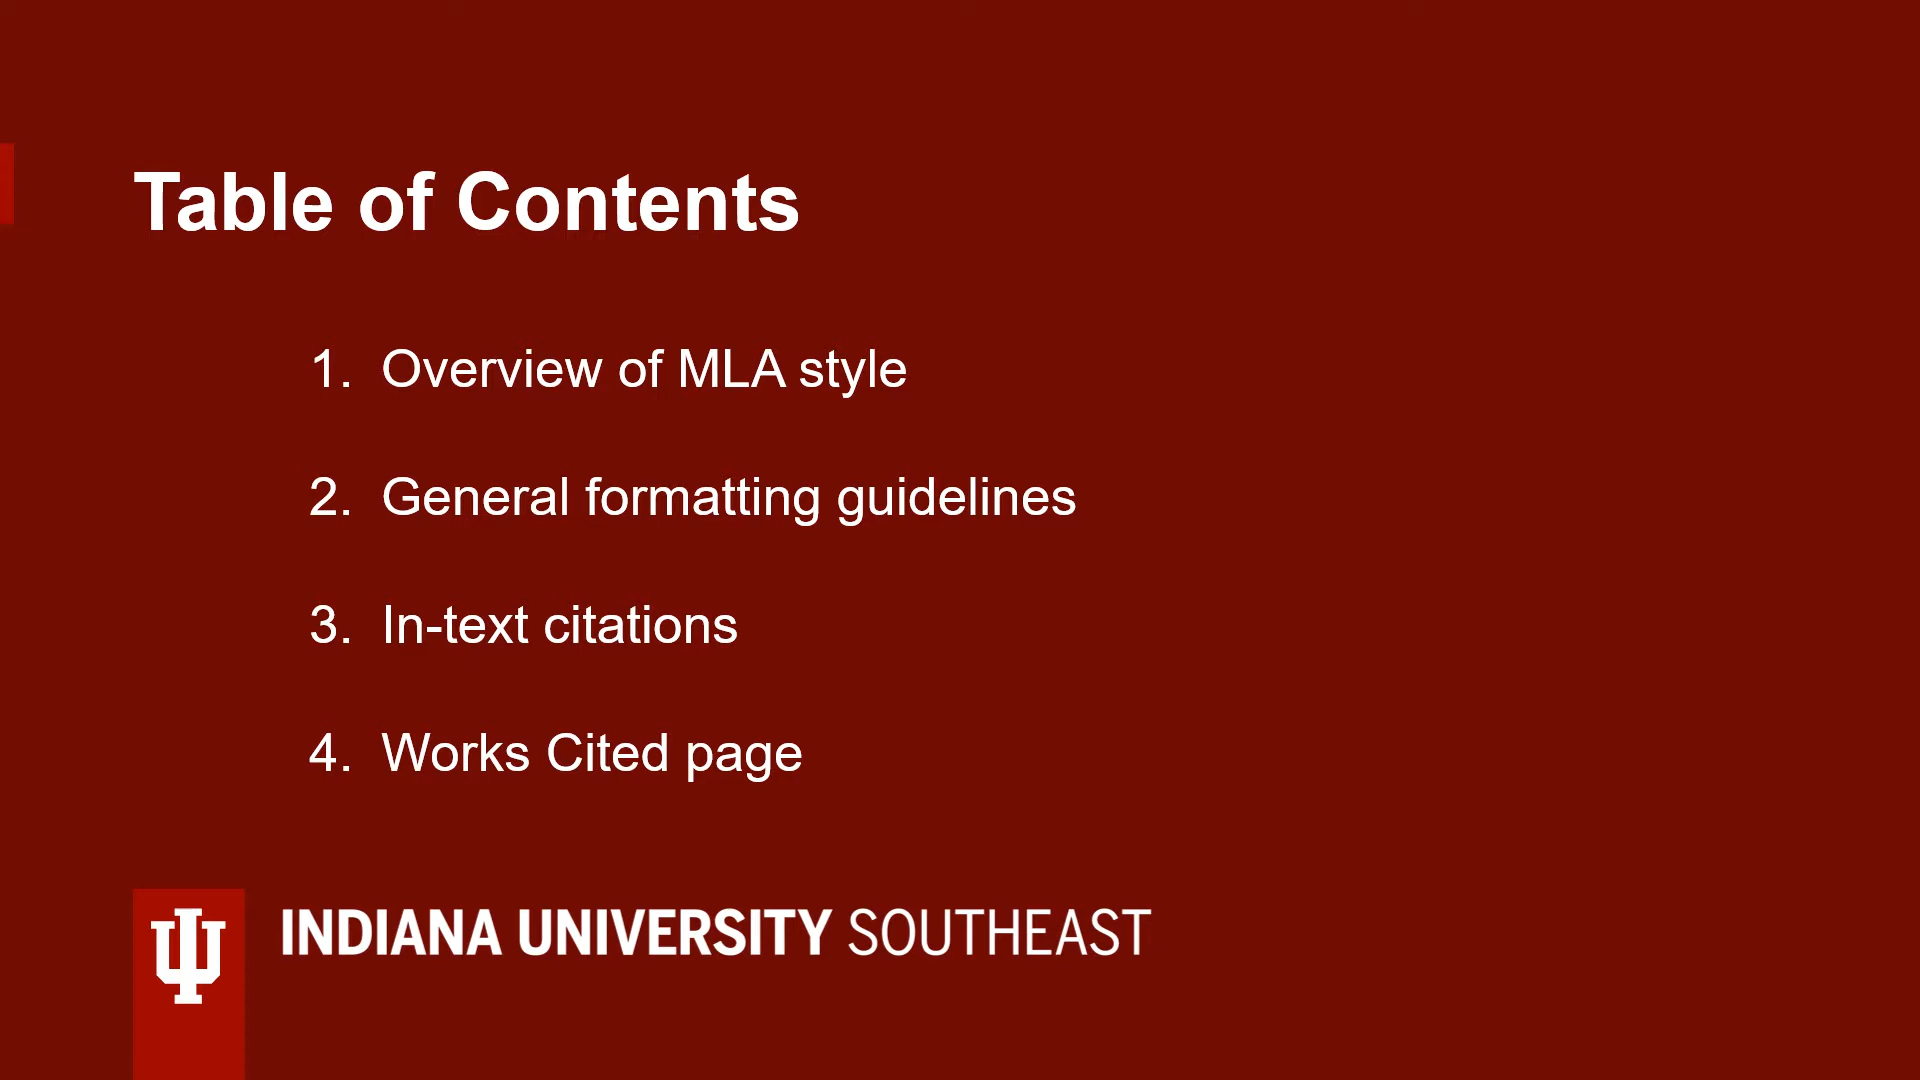 Table of Contents
1. Overview of MLA style
2. General formatting guidelines
3. In-text citations
4. Works Cited page
INDIANA UNIVERSITY SOUTHEAST